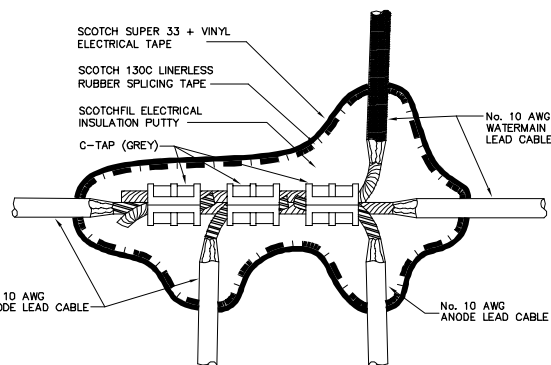 SCOTCH SUPER 33 + VINYL
ELECTRICAL TAPE
SCOTCH 130C LINERLESS
RUBBER SPLICING TAPE
SCOTCHFIL ELECTRICAL
INSULATION PUTTY
C-TAP (GREY)
No. 10 AWG
WATERMAIN
LEAD CABLE
10 AWG
LEAD CABLE
No. 10 AWG
ANODE LEAD CABLE